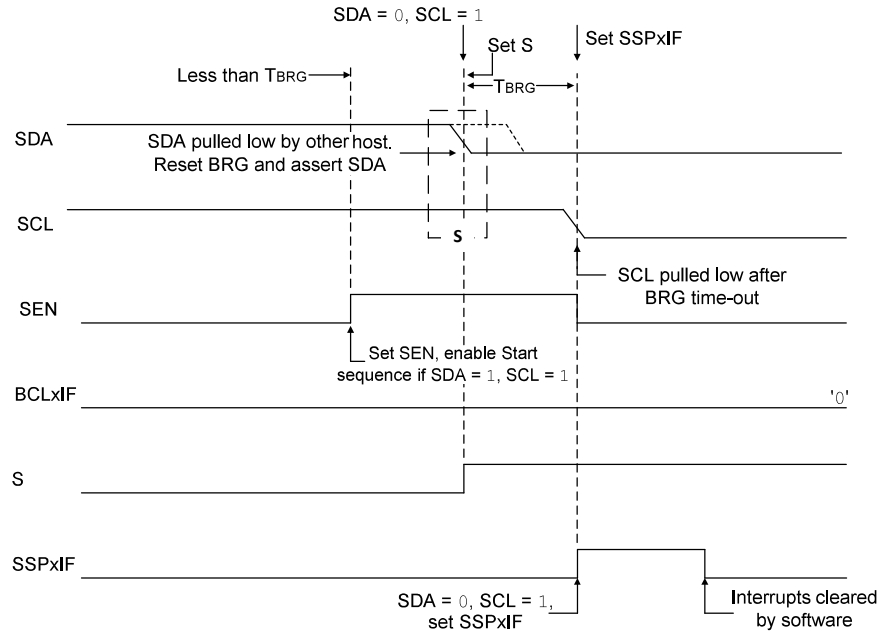 SDA = 0, SCL = 1
Set S
Set SSPxIF
Less than TBRG
TBRG
SDA
SDA pulled low by other host.
Reset BRG and assert SDA
SCL
S
SCL pulled low after
BRG time-out
SEN
Set SEN, enable Start
sequence if SDA = 1, SCL = 1
BCLxIF
'0'
S
SSPxIF
SDA = 0, SCL = 1,
set SSPxIF
Interrupts cleared
by software